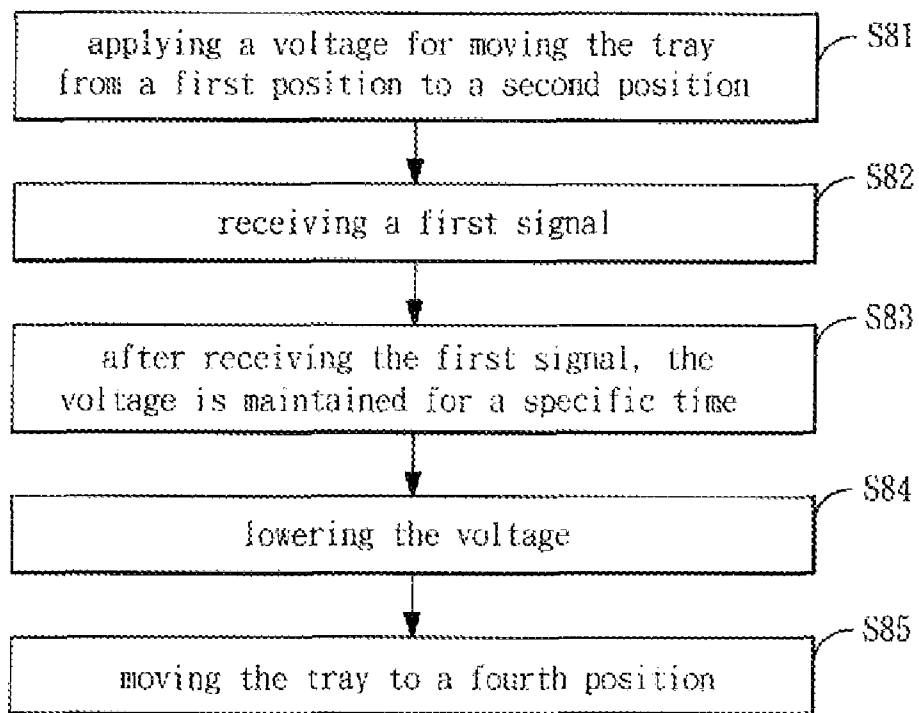 applying a voltage for moving the tray
from a first position to a second position
S81
receiving a first signal
S82
after receiving the first signal, the
voltage is maintained for a specific time
S83
lowering the voltage
S84
moving the tray to a fourth position
S85